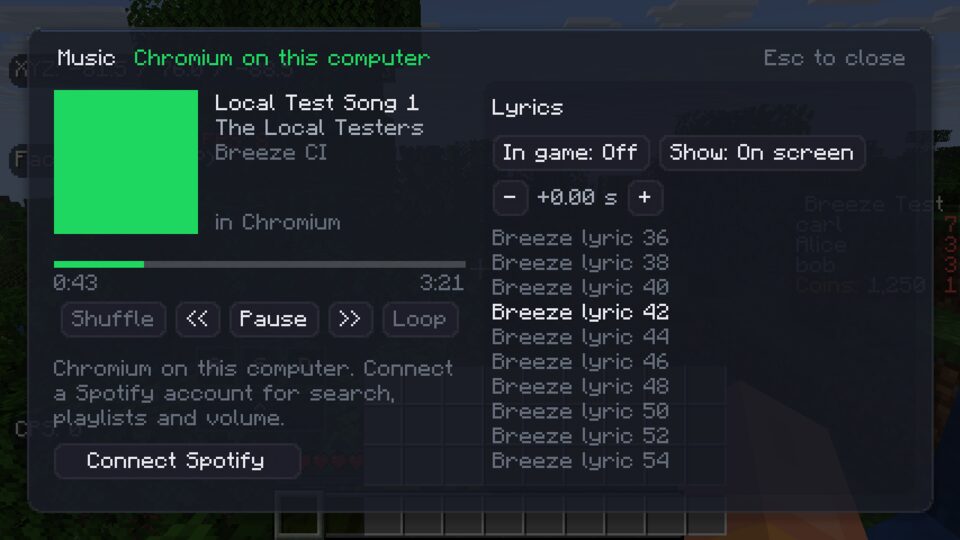 Music Chromium on this computer
Esc to close
Local Test Song 1
The Local Testers
Breeze CI
in Chromium
0:43
3:21
Shuffle << Pause >> Loop
Chromium on this computer. Connect
a Spotify account for search,
playlists and volume.
Connect Spotify
Lyrics
In game: Off
Show: On screen
- +0.00 s +
Breeze lyric 36
Breeze lyric 38
Breeze lyric 40
Breeze lyric 42
Breeze lyric 44
Breeze lyric 46
Breeze lyric 48
Breeze lyric 50
Breeze lyric 52
Breeze lyric 54
Breeze Test
carl 7
Alice 3
bob 3
Coins: 1,250 1